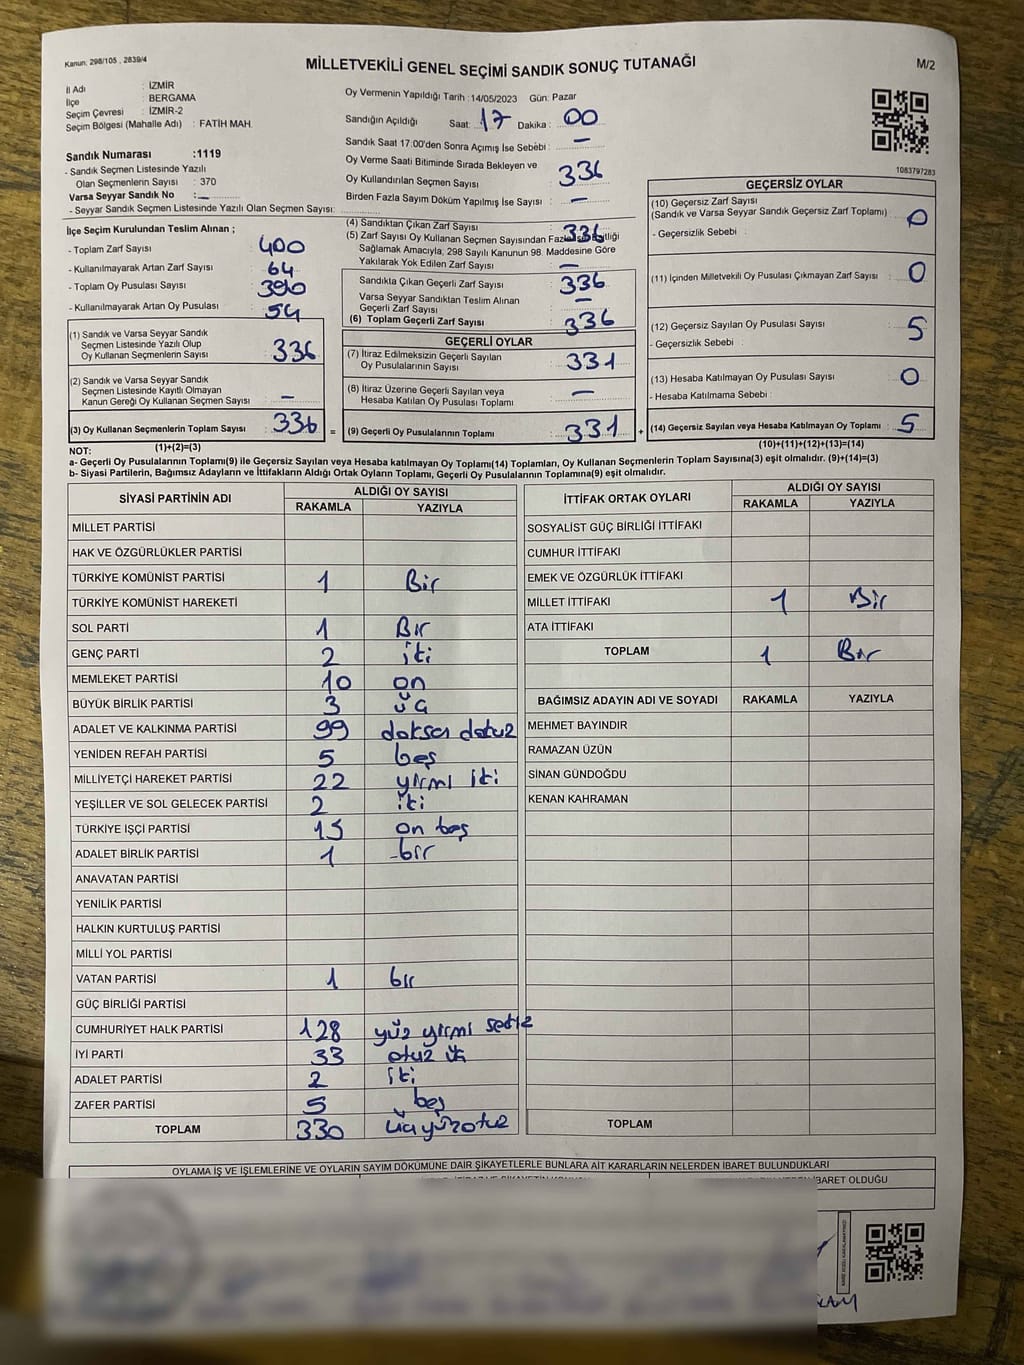 Kanun. 298/105 , 2839/4
MİLLETVEKİLİ GENEL SEÇİMİ SANDIK SONUÇ TUTANAĞI
M/2
İl Adı : İZMİR
İlçe : BERGAMA
Seçim Çevresi : İZMİR-2
Seçim Bölgesi (Mahalle Adı) : FATİH MAH.
Sandık Numarası :1119
- Sandık Seçmen Listesinde Yazılı
Olan Seçmenlerin Sayısı : 370
Varsa Seyyar Sandık No : -
- Seyyar Sandık Seçmen Listesinde Yazılı Olan Seçmen Sayısı:
Oy Vermenin Yapıldığı Tarih :14/05/2023 Gün: Pazar
Sandığın Açıldığı Saat: 17 Dakika : 00
Sandık Saat 17.00'den Sonra Açılmış İse Sebebi : -
Oy Verme Saati Bitiminde Sırada Bekleyen ve
Oy Kullandırılan Seçmen Sayısı : 336
Birden Fazla Sayım Döküm Yapılmış İse Sayısı : -
1083797283
İlçe Seçim Kurulundan Teslim Alınan ;
- Toplam Zarf Sayısı : 400
- Kullanılmayarak Artan Zarf Sayısı : 64
- Toplam Oy Pusulası Sayısı : 390
- Kullanılmayarak Artan Oy Pusulası : 54
(1) Sandık ve Varsa Seyyar Sandık
Seçmen Listesinde Yazılı Olup
Oy Kullanan Seçmenlerin Sayısı : 336
(2) Sandık ve Varsa Seyyar Sandık
Seçmen Listesinde Kayıtlı Olmayan
Kanun Gereği Oy Kullanan Seçmen Sayısı : -
(3) Oy Kullanan Seçmenlerin Toplam Sayısı : 336 =
(1)+(2)=(3)
(4) Sandıktan Çıkan Zarf Sayısı : 336
(5) Zarf Sayısı Oy Kullanan Seçmen Sayısından Fazla ise Eşitliği
Sağlamak Amacıyla, 298 Sayılı Kanunun 98. Maddesine Göre
Yakılarak Yok Edilen Zarf Sayısı : -
Sandıkta Çıkan Geçerli Zarf Sayısı : 336
Varsa Seyyar Sandıktan Teslim Alınan
Geçerli Zarf Sayısı : -
(6) Toplam Geçerli Zarf Sayısı : 336
GEÇERLİ OYLAR
(7) İtiraz Edilmeksizin Geçerli Sayılan
Oy Pusulalarının Sayısı : 331
(8) İtiraz Üzerine Geçerli Sayılan veya
Hesaba Katılan Oy Pusulası Toplamı : -
(9) Geçerli Oy Pusulalarının Toplamı : 331 +
GEÇERSİZ OYLAR
(10) Geçersiz Zarf Sayısı
(Sandık ve Varsa Seyyar Sandık Geçersiz Zarf Toplamı) : 0
- Geçersizlik Sebebi :
(11) İçinden Milletvekili Oy Pusulası Çıkmayan Zarf Sayısı : 0
(12) Geçersiz Sayılan Oy Pusulası Sayısı : 5
- Geçersizlik Sebebi :
(13) Hesaba Katılmayan Oy Pusulası Sayısı : 0
- Hesaba Katılmama Sebebi :
(14) Geçersiz Sayılan veya Hesaba Katılmayan Oy Toplamı : 5
(10)+(11)+(12)+(13)=(14)
NOT:
a- Geçerli Oy Pusulalarının Toplamı(9) ile Geçersiz Sayılan veya Hesaba katılmayan Oy Toplamı(14) Toplamları, Oy Kullanan Seçmenlerin Toplam Sayısına(3) eşit olmalıdır. (9)+(14)=(3)
b- Siyasi Partilerin, Bağımsız Adayların ve İttifakların Aldığı Ortak Oyların Toplamı, Geçerli Oy Pusulalarının Toplamına(9) eşit olmalıdır.
SİYASİ PARTİNİN ADI ALDIĞI OY SAYISI
RAKAMLA YAZIYLA
MİLLET PARTİSİ
HAK VE ÖZGÜRLÜKLER PARTİSİ
TÜRKİYE KOMÜNİST PARTİSİ 1 Bir
TÜRKİYE KOMÜNİST HAREKETİ
SOL PARTİ 1 Bir
GENÇ PARTİ 2 iki
MEMLEKET PARTİSİ 10 on
BÜYÜK BİRLİK PARTİSİ 3 üç
ADALET VE KALKINMA PARTİSİ 99 doksan dokuz
YENİDEN REFAH PARTİSİ 5 beş
MİLLİYETÇİ HAREKET PARTİSİ 22 yirmi iki
YEŞİLLER VE SOL GELECEK PARTİSİ 2 iki
TÜRKİYE İŞÇİ PARTİSİ 15 on beş
ADALET BİRLİK PARTİSİ 1 bir
ANAVATAN PARTİSİ
YENİLİK PARTİSİ
HALKIN KURTULUŞ PARTİSİ
MİLLİ YOL PARTİSİ
VATAN PARTİSİ 1 bir
GÜÇ BİRLİĞİ PARTİSİ
CUMHURİYET HALK PARTİSİ 128 yüz yirmi sekiz
İYİ PARTİ 33 otuz üç
ADALET PARTİSİ 2 iki
ZAFER PARTİSİ 5 beş
TOPLAM 330 üçyüzotuz
İTTİFAK ORTAK OYLARI ALDIĞI OY SAYISI
RAKAMLA YAZIYLA
SOSYALİST GÜÇ BİRLİĞİ İTTİFAKI
CUMHUR İTTİFAKI
EMEK VE ÖZGÜRLÜK İTTİFAKI
MİLLET İTTİFAKI 1 Bir
ATA İTTİFAKI
TOPLAM 1 Bir
BAĞIMSIZ ADAYIN ADI VE SOYADI RAKAMLA YAZIYLA
MEHMET BAYINDIR
RAMAZAN ÜZÜN
SİNAN GÜNDOĞDU
KENAN KAHRAMAN
TOPLAM
OYLAMA İŞ VE İŞLEMLERİNE VE OYLARIN SAYIM DÖKÜMÜNE DAİR ŞİKAYETLERLE BUNLARA AİT KARARLARIN NELERDEN İBARET BULUNDUKLARI
İBARET OLDUĞU